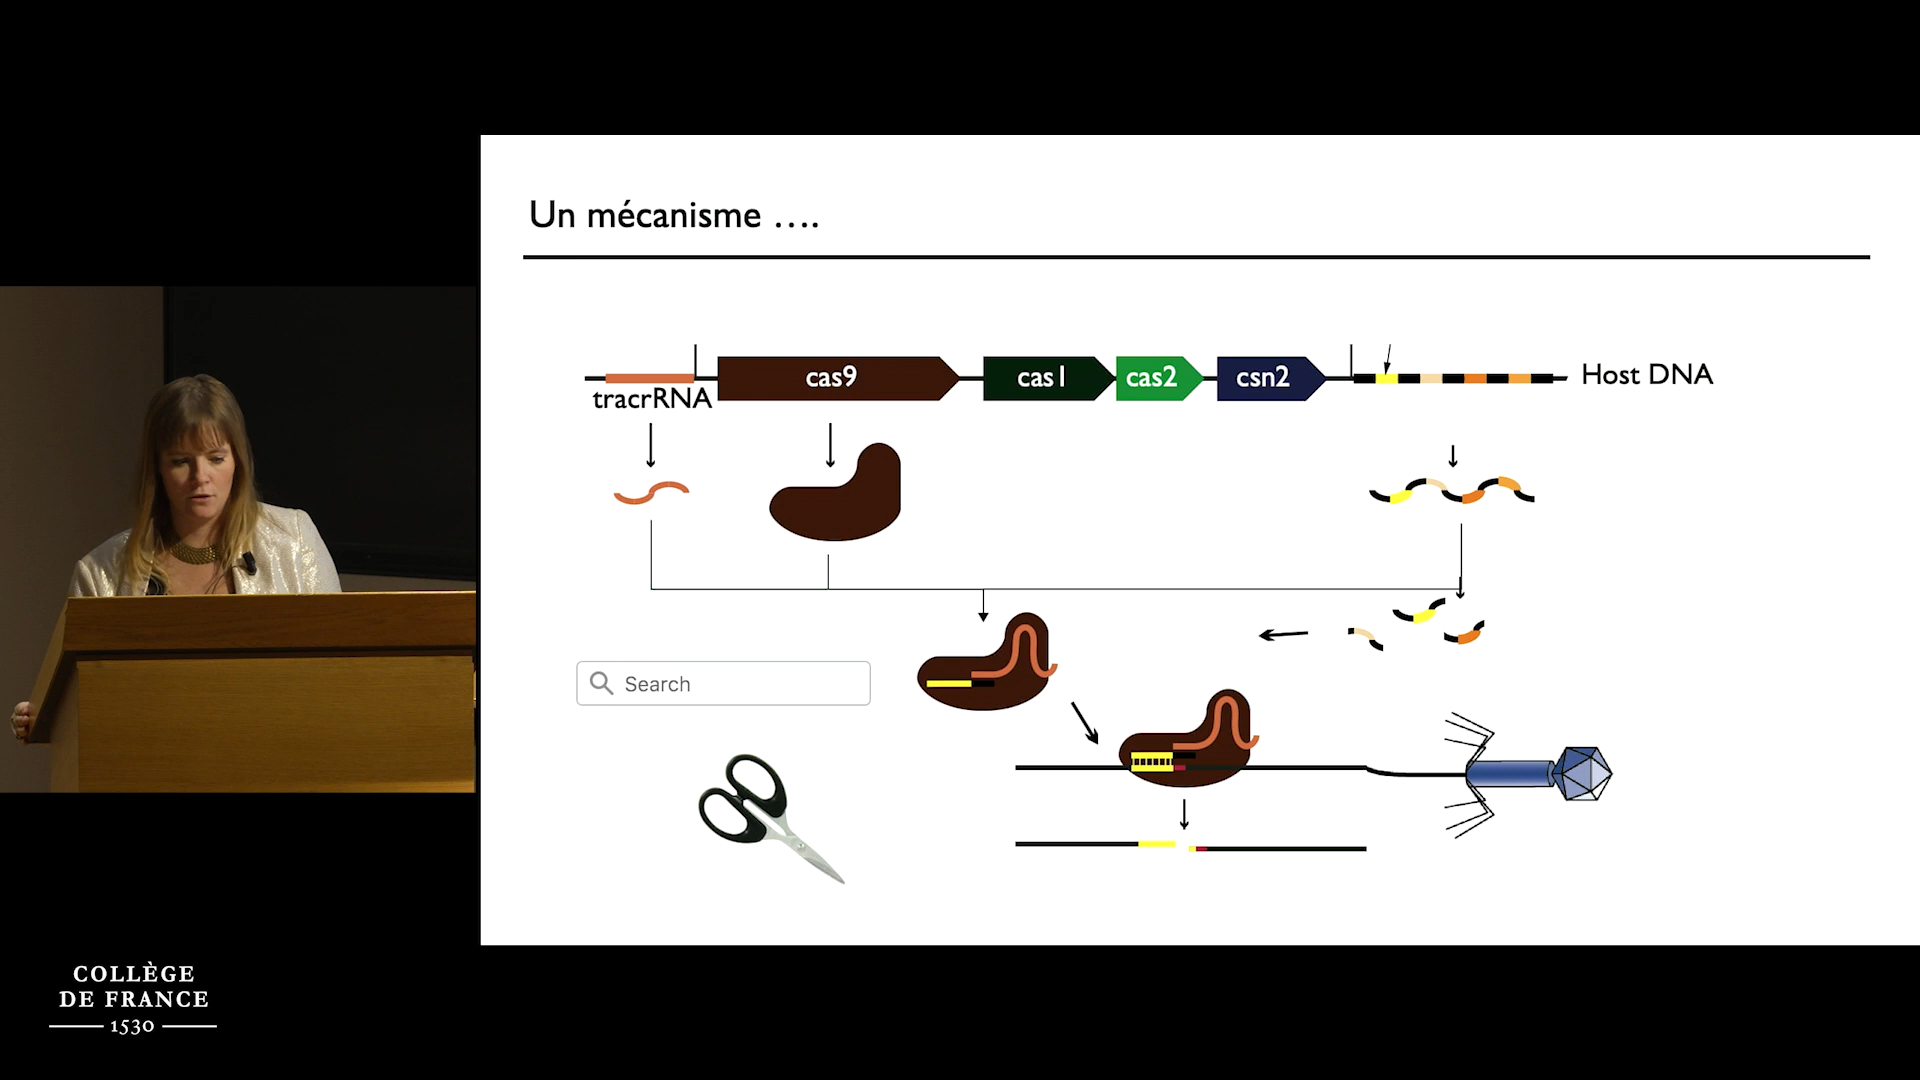 Un mécanisme ....
cas9
cas1
cas2
csn2
Host DNA
tracrRNA
Search
COLLÈGE
DE FRANCE
1530